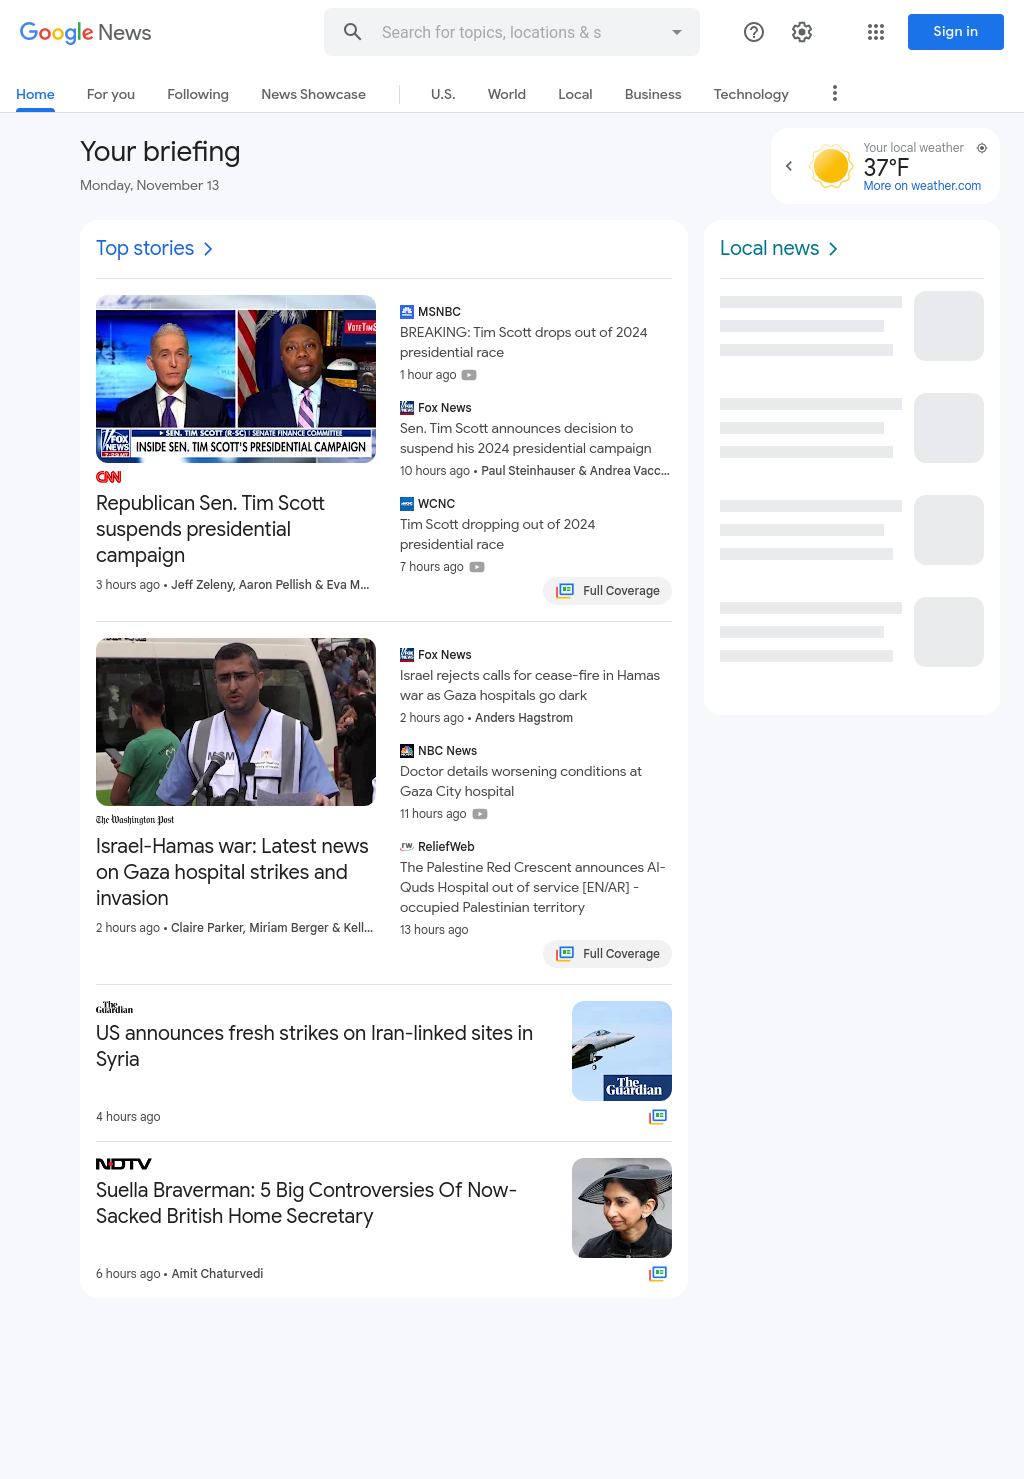 Google News
Search for topics, locations & s
Sign in
Home
For you
Following
News Showcase
U.S.
World
Local
Business
Technology
Your briefing
Monday, November 13
Your local weather
37°F
More on weather.com
Top stories
Local news
VOTETIMS
FOX NEWS
SEN. TIM SCOTT (R-SC) | SENATE FINANCE COMMITTEE
INSIDE SEN. TIM SCOTT'S PRESIDENTIAL CAMPAIGN
CNN
Republican Sen. Tim Scott
suspends presidential
campaign
3 hours ago • Jeff Zeleny, Aaron Pellish & Eva M...
MSNBC
BREAKING: Tim Scott drops out of 2024
presidential race
1 hour ago
Fox News
Sen. Tim Scott announces decision to
suspend his 2024 presidential campaign
10 hours ago • Paul Steinhauser & Andrea Vacc...
WCNC
Tim Scott dropping out of 2024
presidential race
7 hours ago
Full Coverage
The Washington Post
Israel-Hamas war: Latest news
on Gaza hospital strikes and
invasion
2 hours ago • Claire Parker, Miriam Berger & Kell...
Fox News
Israel rejects calls for cease-fire in Hamas
war as Gaza hospitals go dark
2 hours ago • Anders Hagstrom
NBC News
Doctor details worsening conditions at
Gaza City hospital
11 hours ago
ReliefWeb
The Palestine Red Crescent announces Al-
Quds Hospital out of service [EN/AR] -
occupied Palestinian territory
13 hours ago
Full Coverage
The Guardian
US announces fresh strikes on Iran-linked sites in
Syria
4 hours ago
The Guardian
NDTV
Suella Braverman: 5 Big Controversies Of Now-
Sacked British Home Secretary
6 hours ago • Amit Chaturvedi